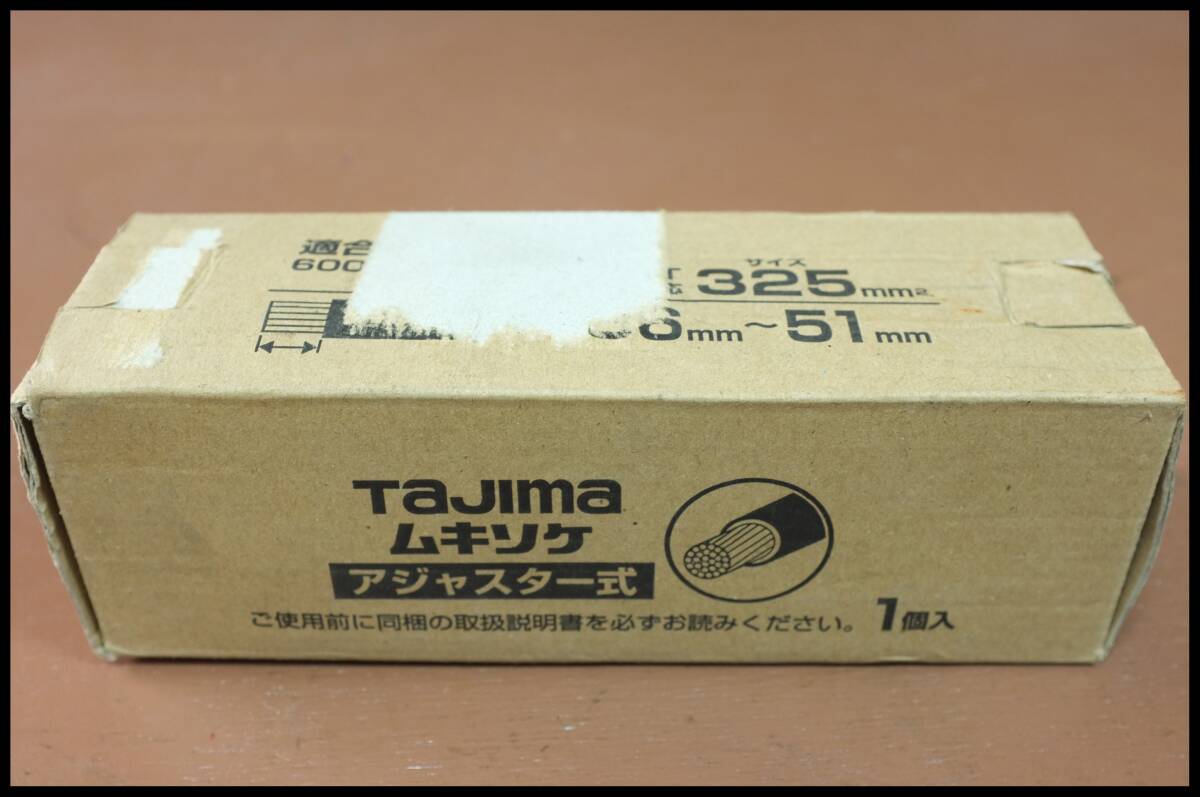 適合
サイズ
600
325mm²
6mm～51mm
TAJIMA
ムキソケ
アジャスター式
ご使用前に同梱の取扱説明書を必ずお読みください。 1個入